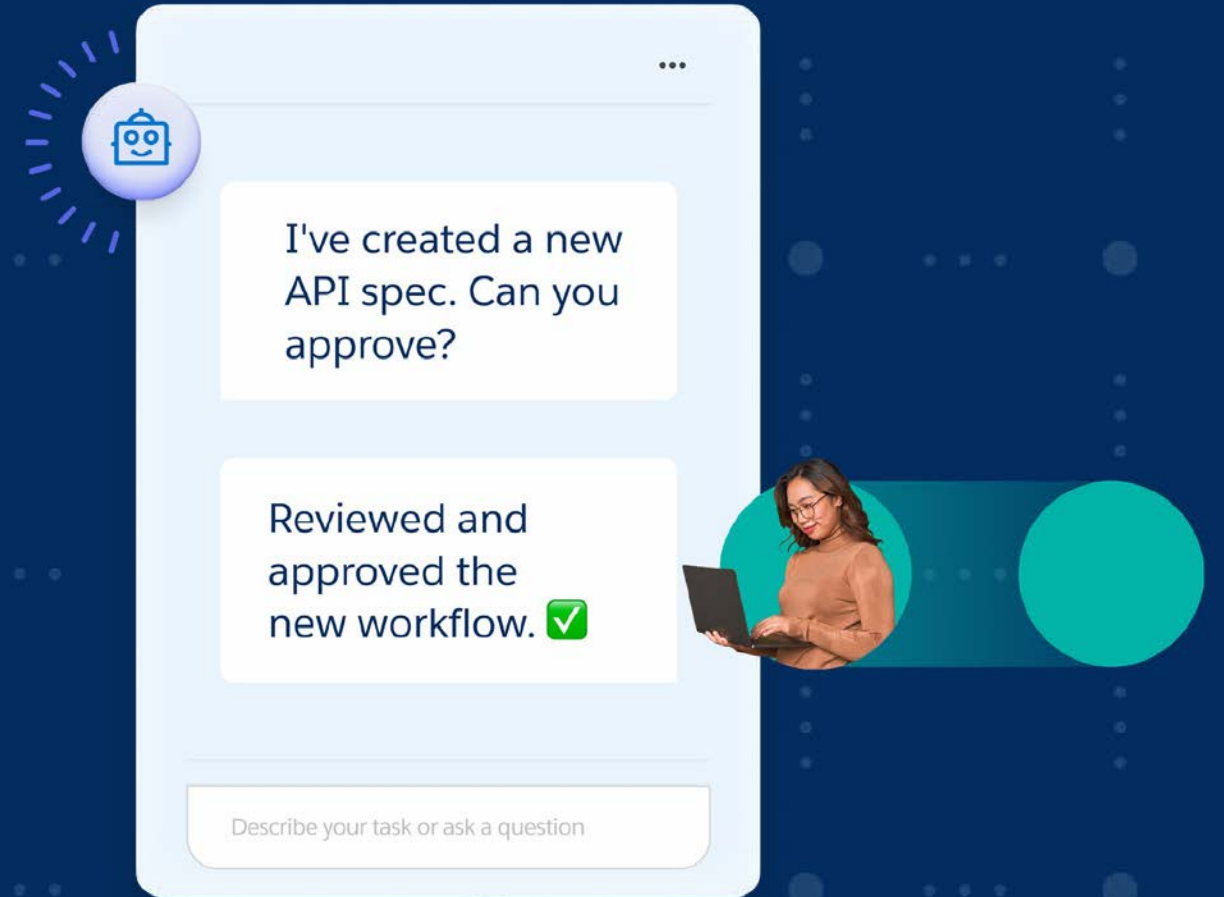 I've created a new
API spec. Can you
approve?
Reviewed and
approved the
new workflow. ✅
Describe your task or ask a question